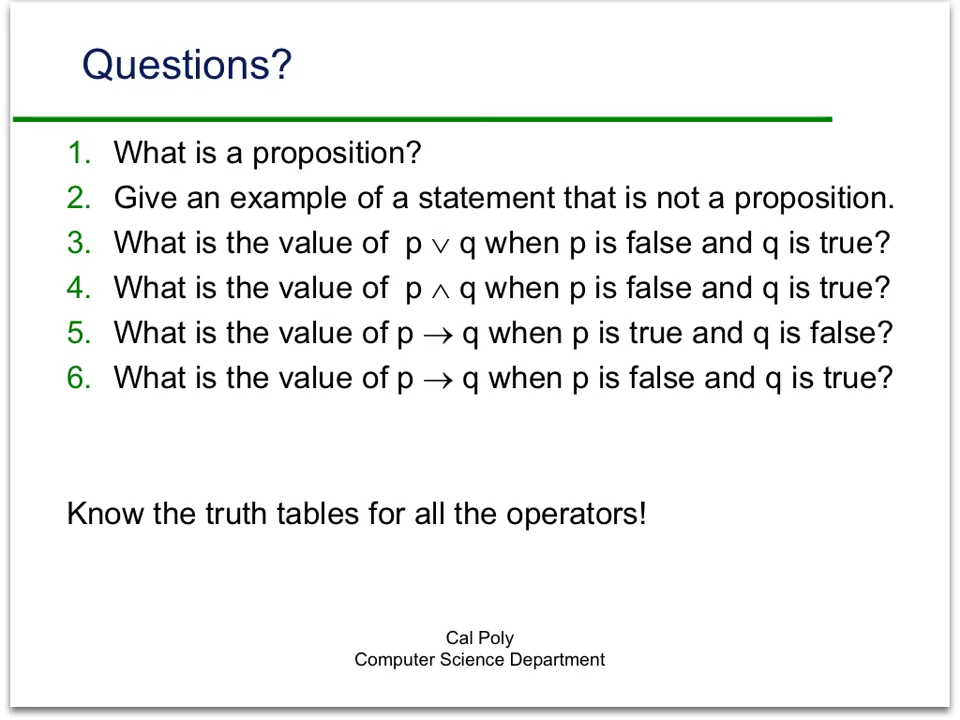 Questions?
1. What is a proposition?
2. Give an example of a statement that is not a proposition.
3. What is the value of p ∨ q when p is false and q is true?
4. What is the value of p ∧ q when p is false and q is true?
5. What is the value of p → q when p is true and q is false?
6. What is the value of p → q when p is false and q is true?
Know the truth tables for all the operators!
Cal Poly
Computer Science Department